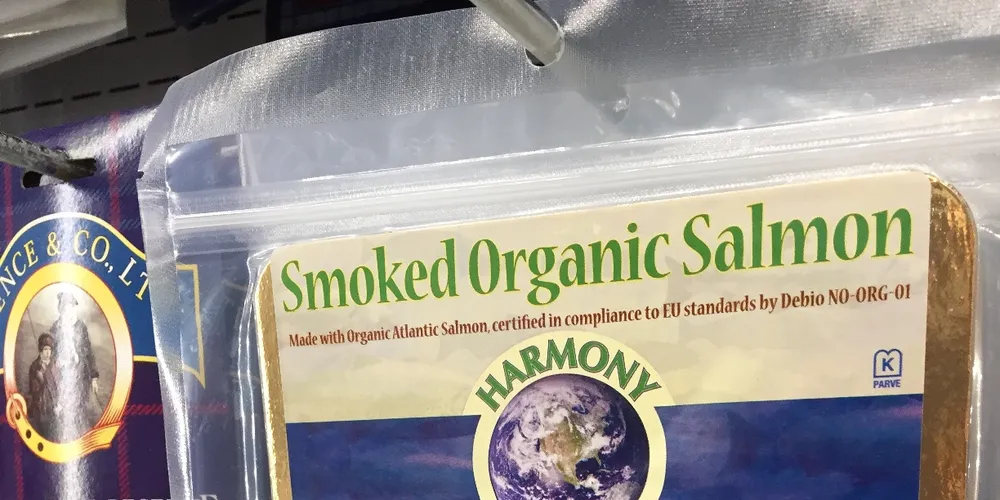 Smoked Organic Salmon
Made with Organic Atlantic Salmon, certified in compliance to EU standards by Debio NO-ORG-01
HARMONY
K
PARVE
& CO., LT